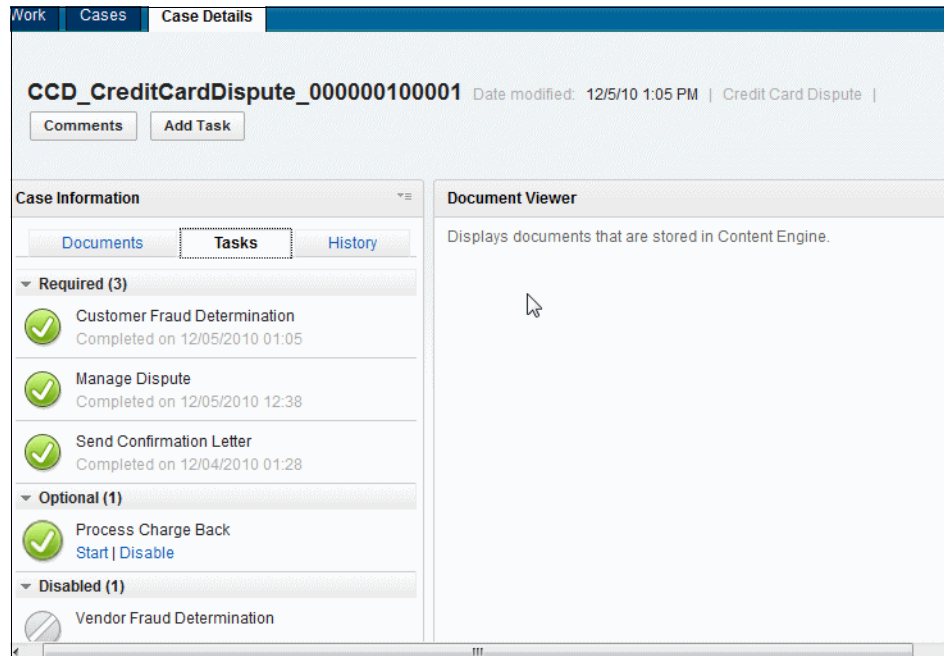 Work Cases Case Details
CCD_CreditCardDispute_000000100001 Date modified: 12/5/10 1:05 PM | Credit Card Dispute |
Comments Add Task
Case Information
Documents Tasks History
Required (3)
Customer Fraud Determination
Completed on 12/05/2010 01:05
Manage Dispute
Completed on 12/05/2010 12:38
Send Confirmation Letter
Completed on 12/04/2010 01:28
Optional (1)
Process Charge Back
Start | Disable
Disabled (1)
Vendor Fraud Determination
Document Viewer
Displays documents that are stored in Content Engine.